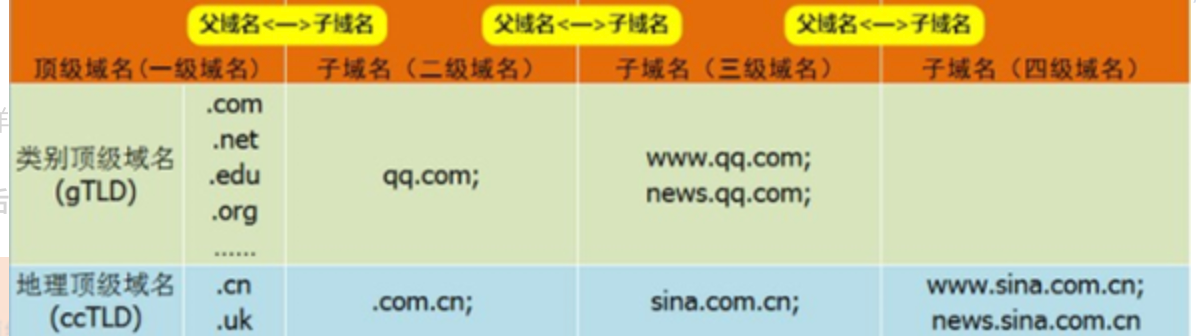 父域名<—>子域名 父域名<—>子域名 父域名<—>子域名
顶级域名(一级域名) 子域名（二级域名） 子域名（三级域名） 子域名（四级域名）
类别顶级域名
(gTLD)
.com
.net
.edu
.org
......
qq.com;
www.qq.com;
news.qq.com;
地理顶级域名
(ccTLD)
.cn
.uk
.com.cn;
sina.com.cn;
www.sina.com.cn;
news.sina.com.cn